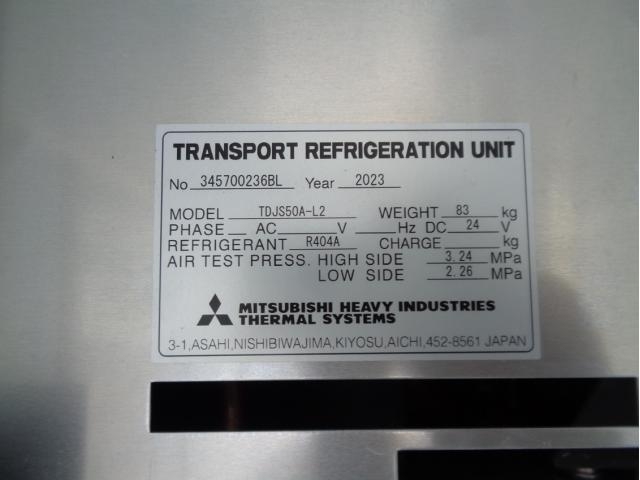 TRANSPORT REFRIGERATION UNIT
No 345700236BL Year 2023
MODEL TDJS50A-L2 WEIGHT 83 kg
PHASE AC V Hz DC 24 V
REFRIGERANT R404A CHARGE kg
AIR TEST PRESS. HIGH SIDE 3.24 MPa
LOW SIDE 2.26 MPa
MITSUBISHI HEAVY INDUSTRIES
THERMAL SYSTEMS
3-1,ASAHI,NISHIBIWAJIMA,KIYOSU,AICHI,452-8561 JAPAN